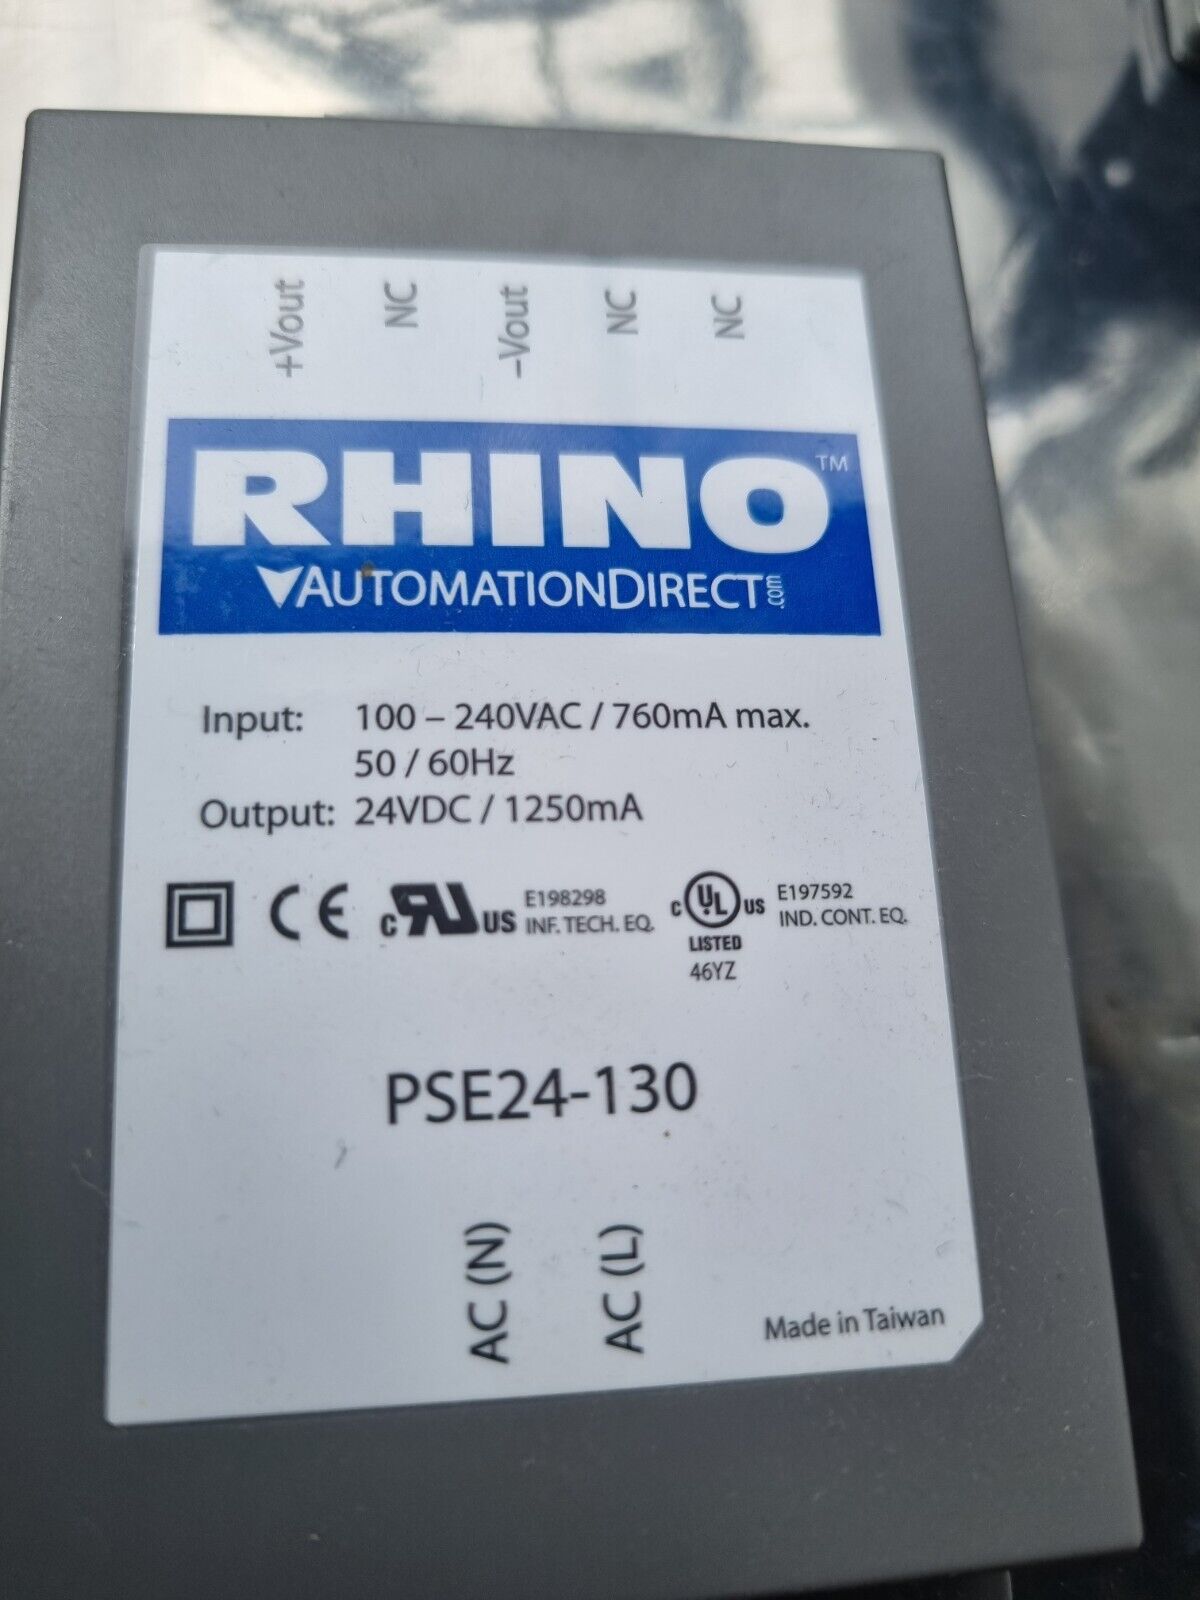 +Vout NC -Vout NC NC
RHINO™
AUTOMATIONDIRECT.com
Input: 100 – 240VAC / 760mA max.
50 / 60Hz
Output: 24VDC / 1250mA
CE c RU US E198298 INF. TECH. EQ. c UL US LISTED 46YZ E197592 IND. CONT. EQ.
PSE24-130
AC (N) AC (L)
Made in Taiwan